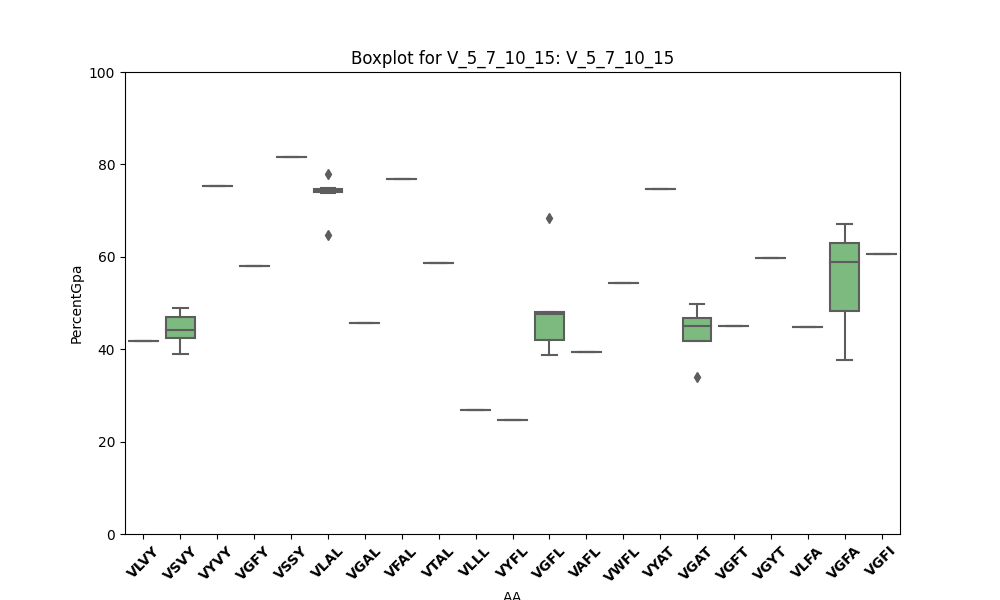 Boxplot for V_5_7_10_15: V_5_7_10_15
100
80
60
40
20
0
PercentGpa
VLVY VSVY VYVY VGFY VSSY VLAL VGAL VFAL VTAL VLLL VYFL VGFL VAFL VWFL VYAT VGAT VGFT VGYT VLFA VGFA VGFI
AA